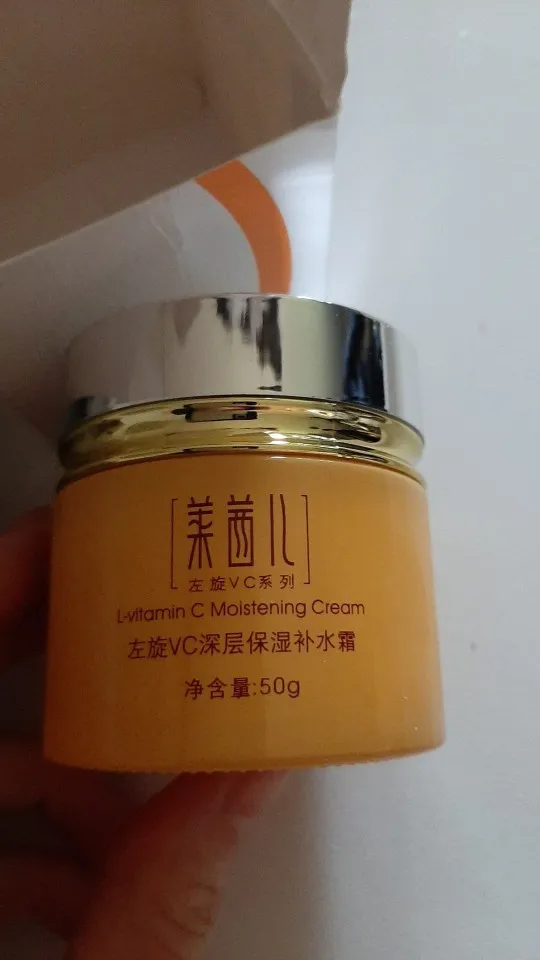 莱茜儿
左旋VC系列
L-vitamin C Moistening Cream
左旋VC深层保湿补水霜
净含量:50g